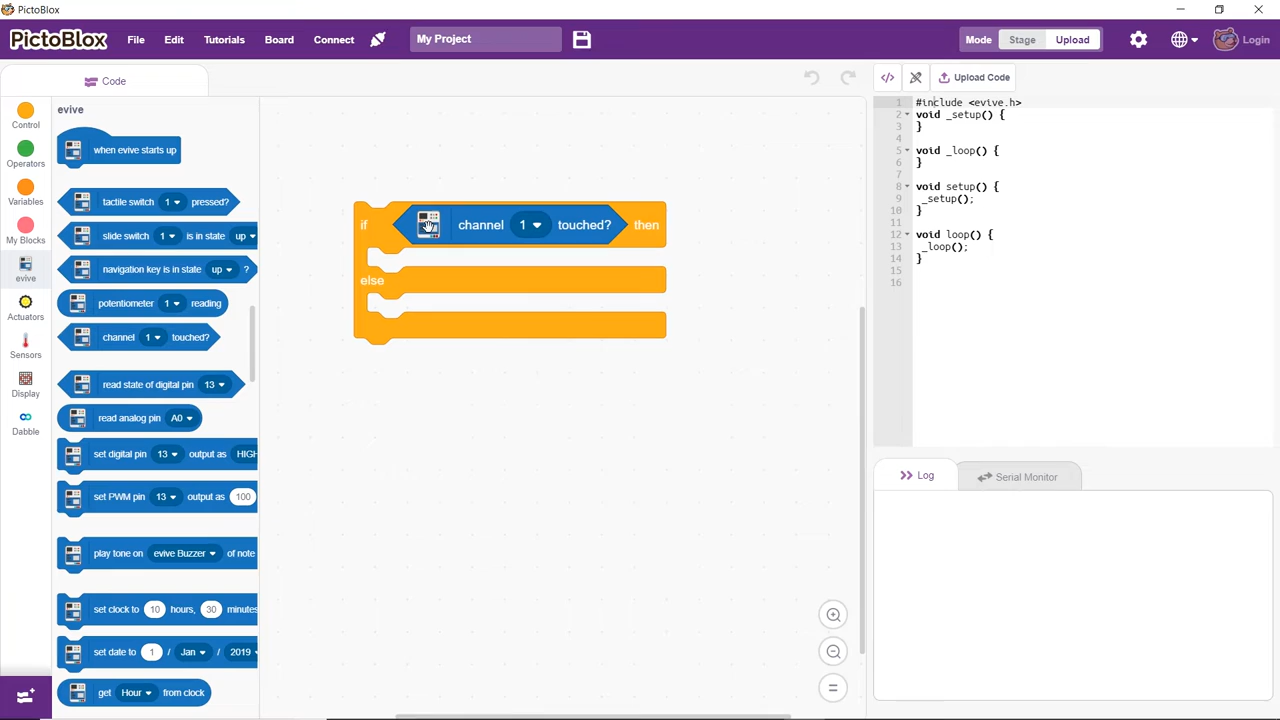 PictoBlox
PictoBlox File Edit Tutorials Board Connect My Project Mode Stage Upload Login
Code
Upload Code
Control
Operators
Variables
My Blocks
evive
Actuators
Sensors
Display
Dabble
evive
when evive starts up
tactile switch 1 pressed?
slide switch 1 is in state up
navigation key is in state up ?
potentiometer 1 reading
channel 1 touched?
read state of digital pin 13
read analog pin A0
set digital pin 13 output as HIGH
set PWM pin 13 output as 100
play tone on evive Buzzer of note
set clock to 10 hours, 30 minutes
set date to 1 / Jan / 2019
get Hour from clock
if channel 1 touched? then
else
1 #include <evive.h>
2 void _setup() {
3 }
4
5 void _loop() {
6 }
7
8 void setup() {
9 _setup();
10 }
11
12 void loop() {
13 _loop();
14 }
15
16
Log Serial Monitor